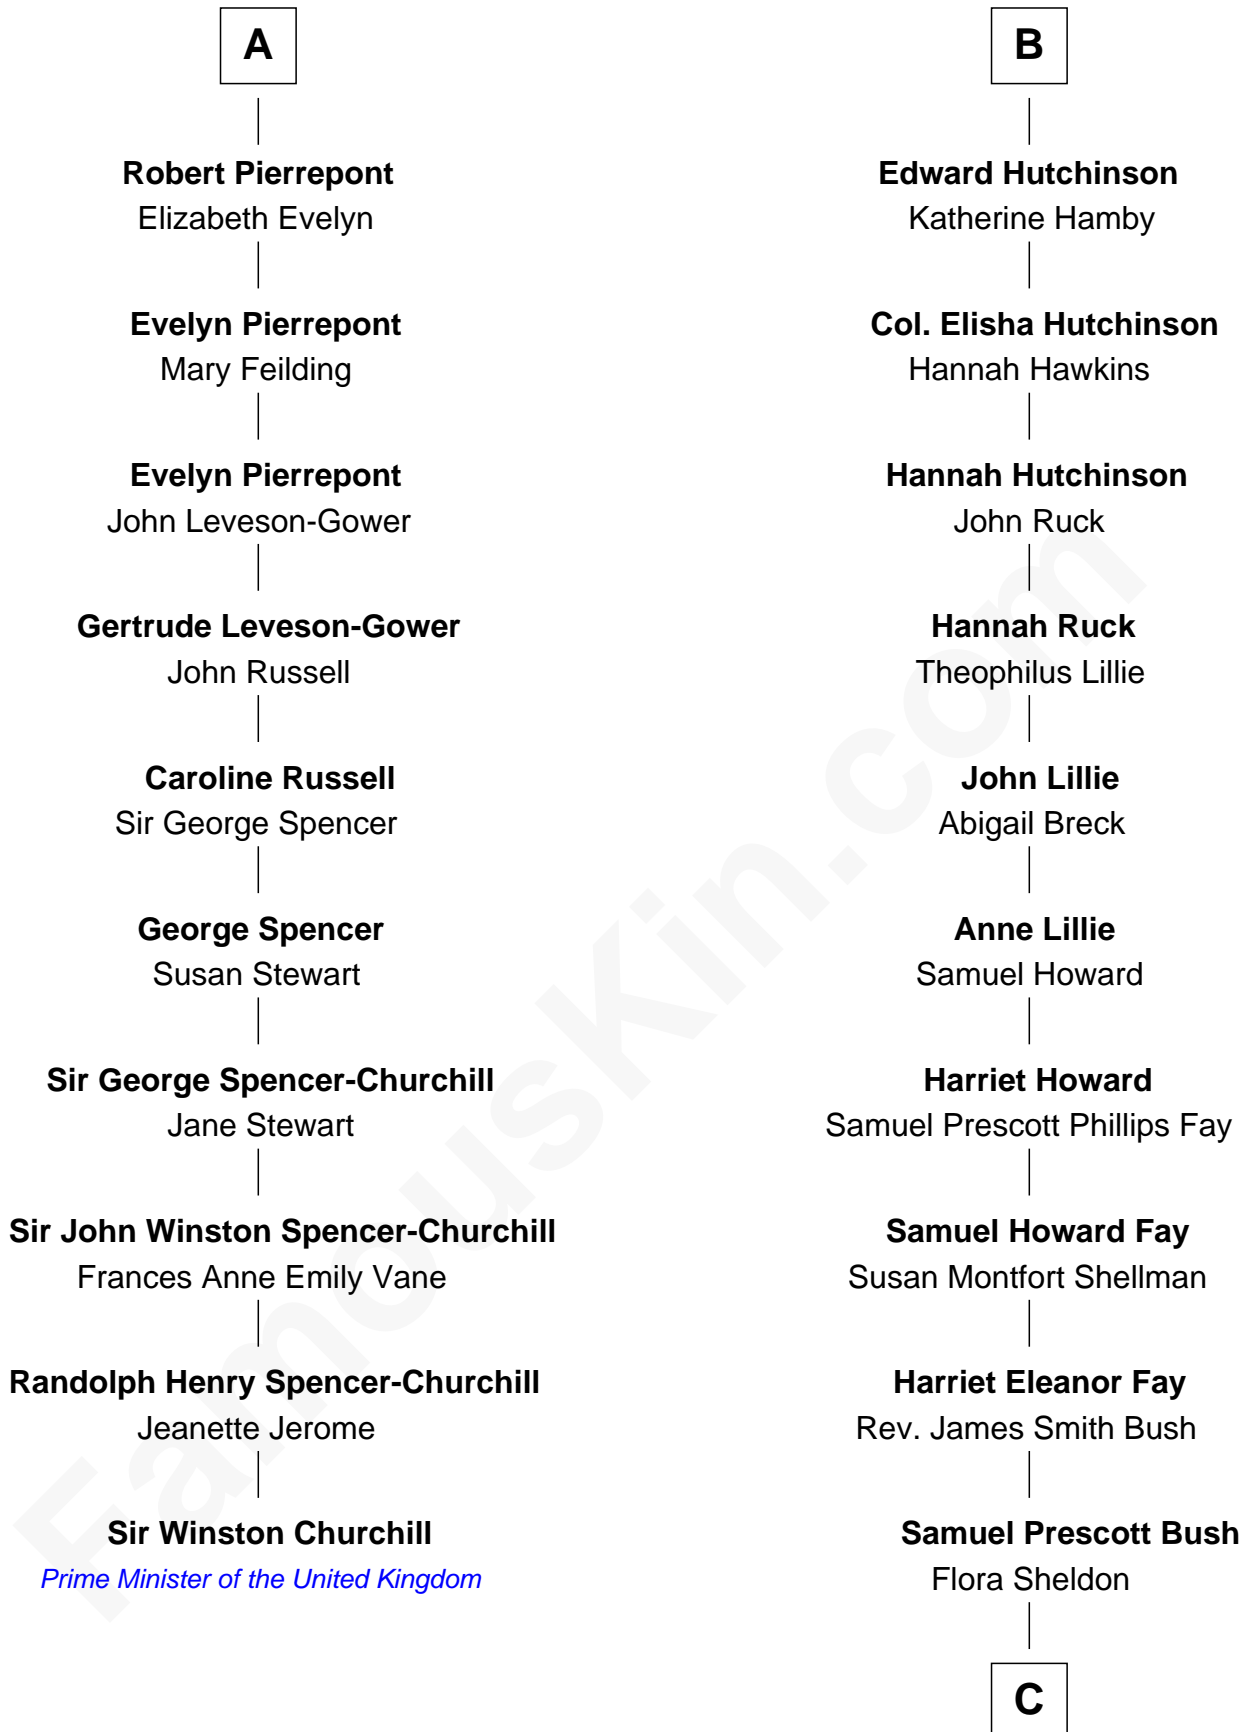 A
Robert Pierrepont
Elizabeth Evelyn
Evelyn Pierrepont
Mary Feilding
Evelyn Pierrepont
John Leveson-Gower
Gertrude Leveson-Gower
John Russell
Caroline Russell
Sir George Spencer
George Spencer
Susan Stewart
Sir George Spencer-Churchill
Jane Stewart
Sir John Winston Spencer-Churchill
Frances Anne Emily Vane
Randolph Henry Spencer-Churchill
Jeanette Jerome
Sir Winston Churchill
Prime Minister of the United Kingdom
B
Edward Hutchinson
Katherine Hamby
Col. Elisha Hutchinson
Hannah Hawkins
Hannah Hutchinson
John Ruck
Hannah Ruck
Theophilus Lillie
John Lillie
Abigail Breck
Anne Lillie
Samuel Howard
Harriet Howard
Samuel Prescott Phillips Fay
Samuel Howard Fay
Susan Montfort Shellman
Harriet Eleanor Fay
Rev. James Smith Bush
Samuel Prescott Bush
Flora Sheldon
C
FamousKin.com